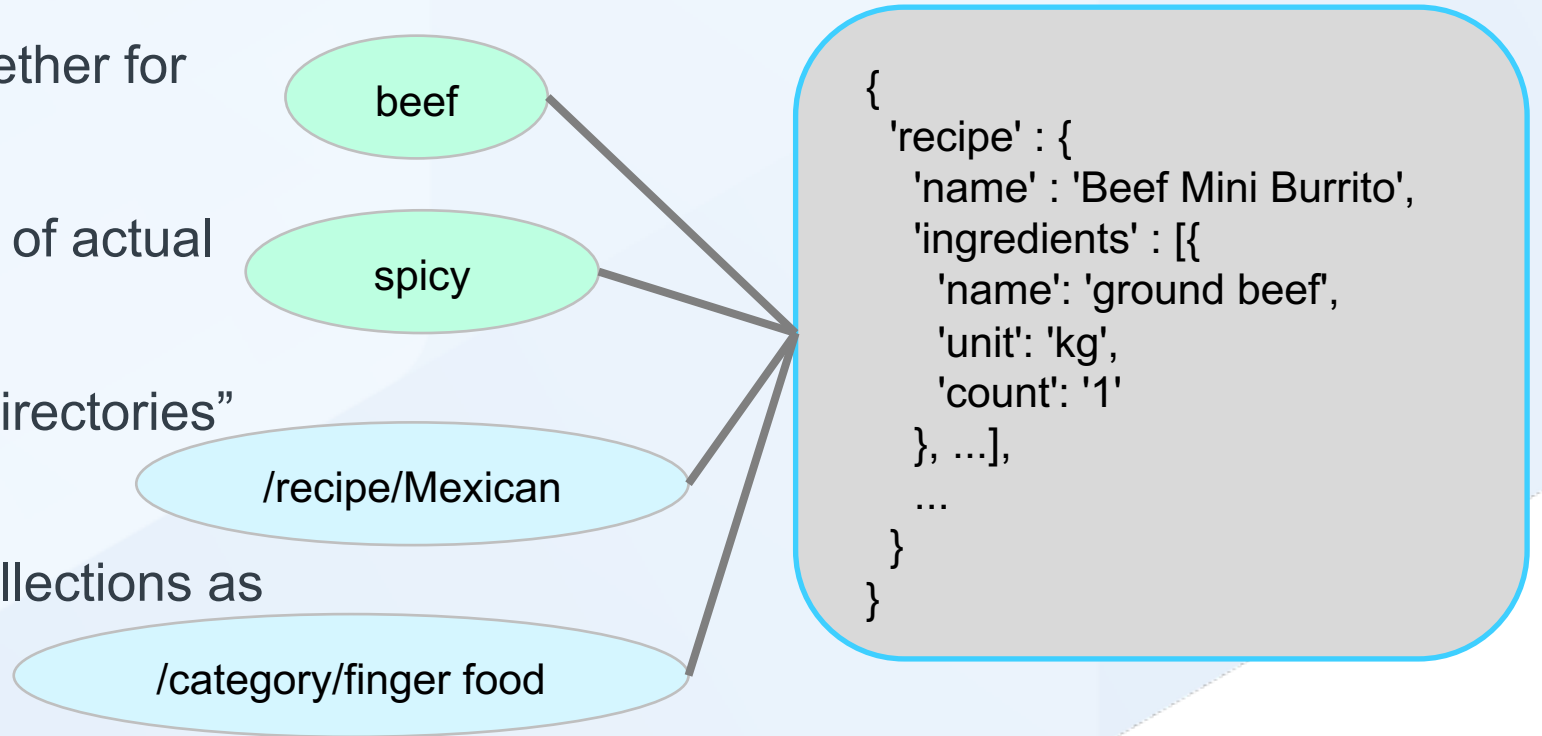 ether for
of actual
irectories”
llections as
beef
spicy
/recipe/Mexican
/category/finger food
{
'recipe' : {
'name' : 'Beef Mini Burrito',
'ingredients' : [{
'name': 'ground beef',
'unit': 'kg',
'count': '1'
}, ...],
...
}
}